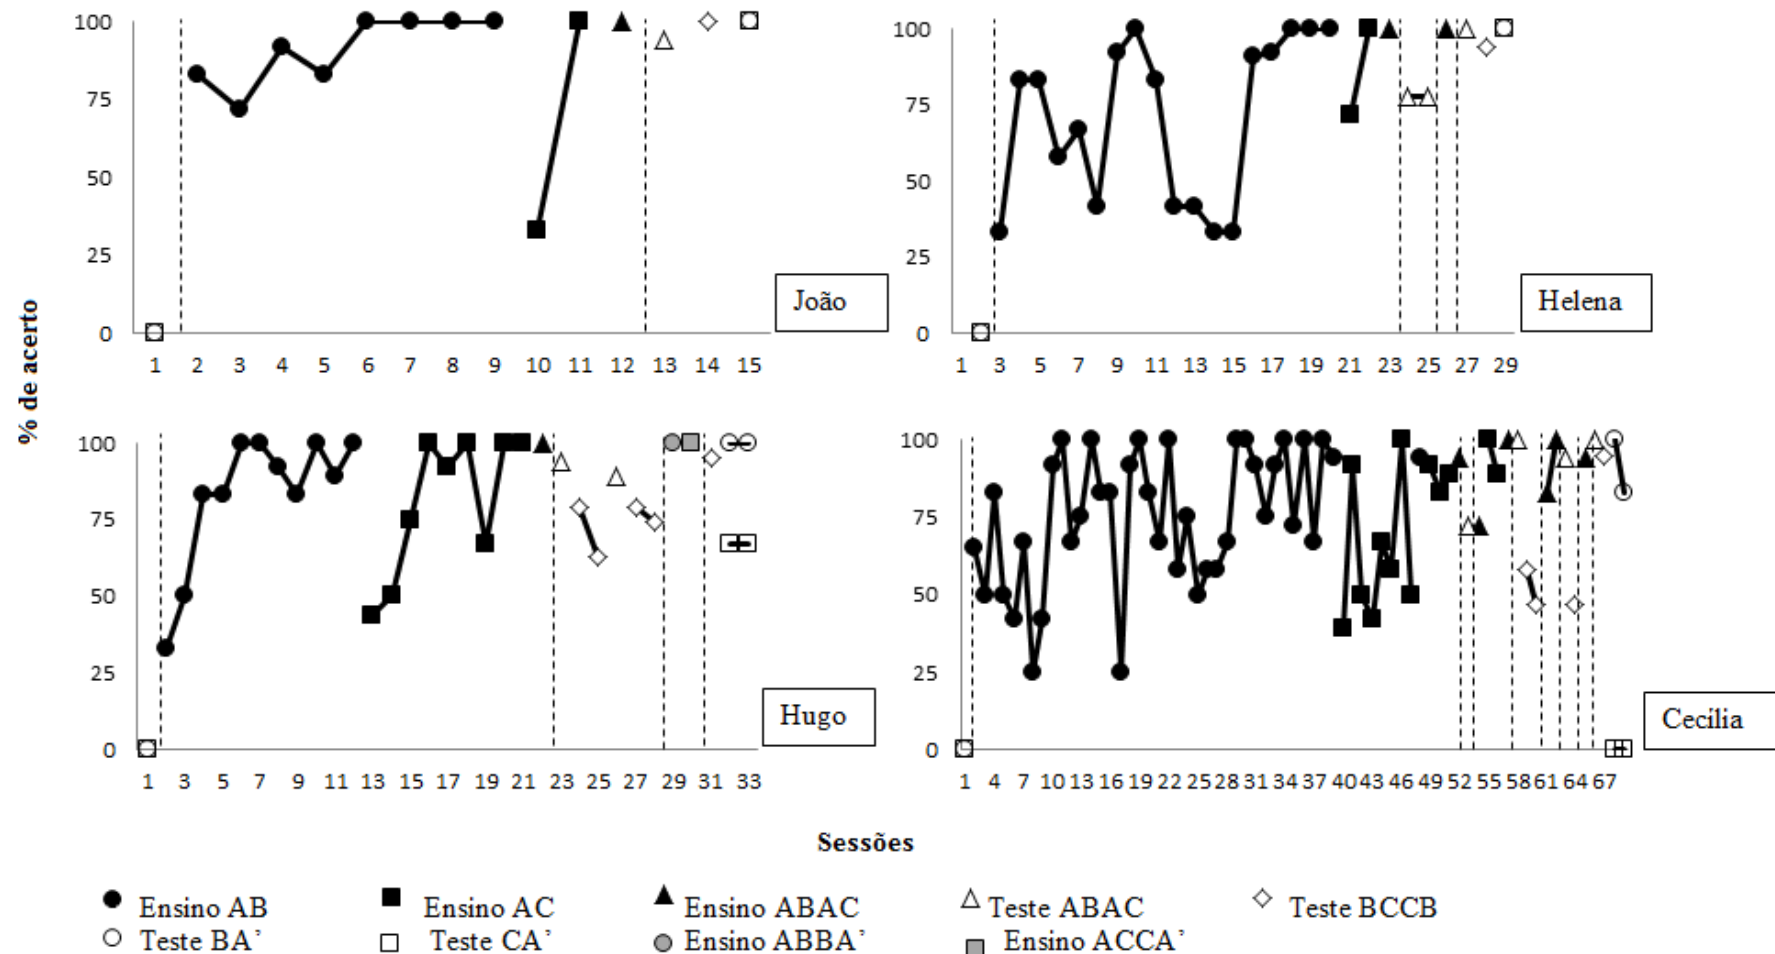 100
75
50
25
0
João
1 2 3 4 5 6 7 8 9 10 11 12 13 14 15
100
75
50
25
0
Helena
1 3 5 7 9 11 13 15 17 19 21 23 25 27 29
% de acerto
100
75
50
25
0
Hugo
1 3 5 7 9 11 13 15 17 19 21 23 25 27 29 31 33
100
75
50
25
0
Cecília
1 4 7 10 13 16 19 22 25 28 31 34 37 40 43 46 49 52 55 58 61 64 67
Sessões
Ensino AB Ensino AC Ensino ABAC Teste ABAC Teste BCCB
Teste BA’ Teste CA’ Ensino ABBA’ Ensino ACCA’